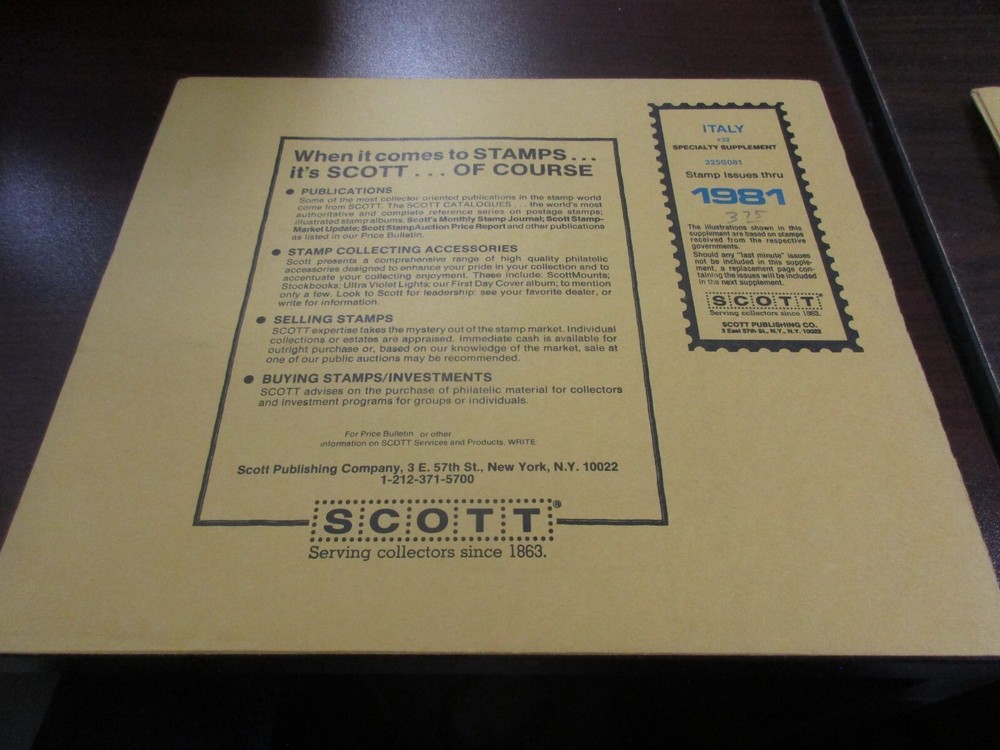 When it comes to STAMPS...
it's SCOTT ... OF COURSE
● PUBLICATIONS
Some of the most collector oriented publications in the stamp world
come from SCOTT. The SCOTT CATALOGUES ... the world's most
authoritative and complete reference series on postage stamps;
illustrated stamp albums. Scott's Monthly Stamp Journal; Scott Stamp-
Market Update; Scott StampAuction Price Report and other publications
as listed in our Price Bulletin.
● STAMP COLLECTING ACCESSORIES
Scott presents a comprehensive range of high quality philatelic
accessories designed to enhance your pride in your collection and to
accentuate your collecting enjoyment. These include: ScottMounts;
Stockbooks; Ultra Violet Lights; our First Day Cover album; to mention
only a few. Look to Scott for leadership: see your favorite dealer, or
write for information.
● SELLING STAMPS
SCOTT expertise takes the mystery out of the stamp market. Individual
collections or estates are appraised. Immediate cash is available for
outright purchase or, based on our knowledge of the market, sale at
one of our public auctions may be recommended.
● BUYING STAMPS/INVESTMENTS
SCOTT advises on the purchase of philatelic material for collectors
and investment programs for groups or individuals.
For Price Bulletin or other
information on SCOTT Services and Products, WRITE:
Scott Publishing Company, 3 E. 57th St., New York, N.Y. 10022
1-212-371-5700
SCOTT®
Serving collectors since 1863.
ITALY
#32
SPECIALTY SUPPLEMENT
325S081
Stamp Issues thru
1981
375
The illustrations shown in this
supplement are based on stamps
received from the respective
governments.
Should any "last minute" issues
not be included in this supple-
ment, a replacement page con-
taining the issues will be included
in the next supplement.
SCOTT®
Serving collectors since 1863.
SCOTT PUBLISHING CO.
3 East 57th St., N.Y., N.Y. 10022